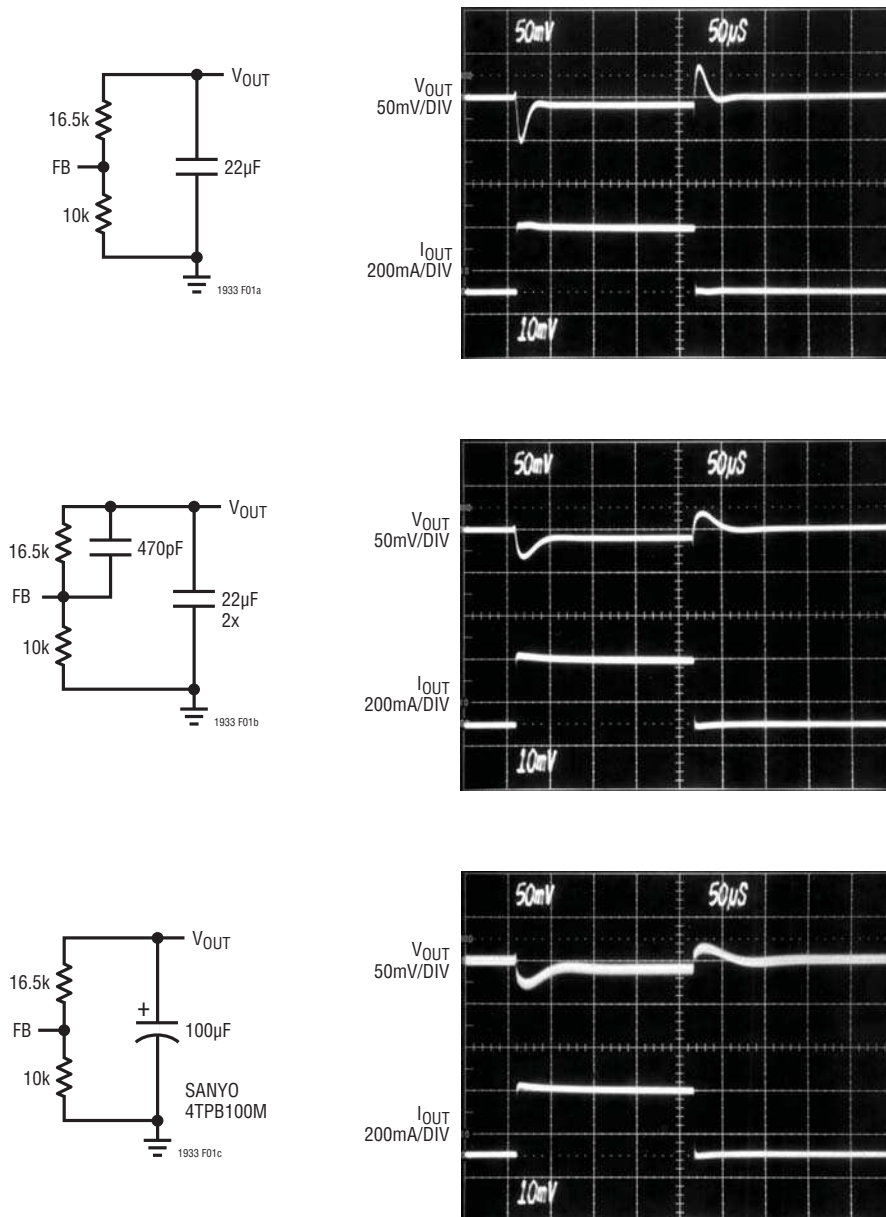 VOUT
16.5k
FB
22µF
10k
1933 F01a
50mV
50µS
VOUT
50mV/DIV
IOUT
200mA/DIV
10mV
VOUT
470pF
16.5k
FB
22µF
2x
10k
1933 F01b
50mV
50µS
VOUT
50mV/DIV
IOUT
200mA/DIV
10mV
VOUT
16.5k
+
FB
100µF
10k
SANYO
4TPB100M
1933 F01c
50mV
50µS
VOUT
50mV/DIV
IOUT
200mA/DIV
10mV